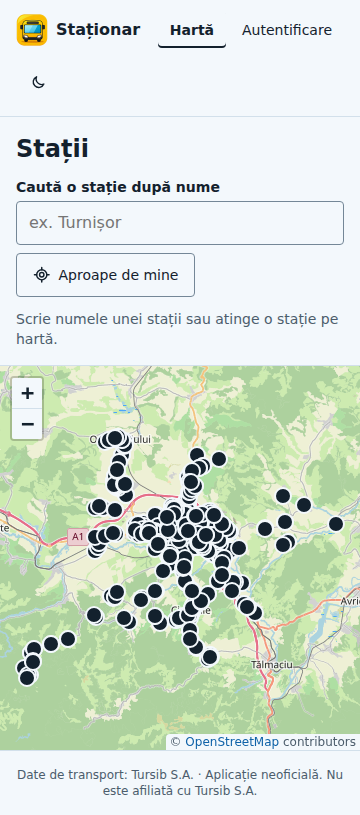 Staționar
Hartă
Autentificare
Stații
Caută o stație după nume
ex. Turnișor
Aproape de mine
Scrie numele unei stații sau atinge o stație pe
hartă.
+
−
A1
Tălmaciu
© OpenStreetMap contributors
Date de transport: Tursib S.A. · Aplicație neoficială. Nu
este afiliată cu Tursib S.A.